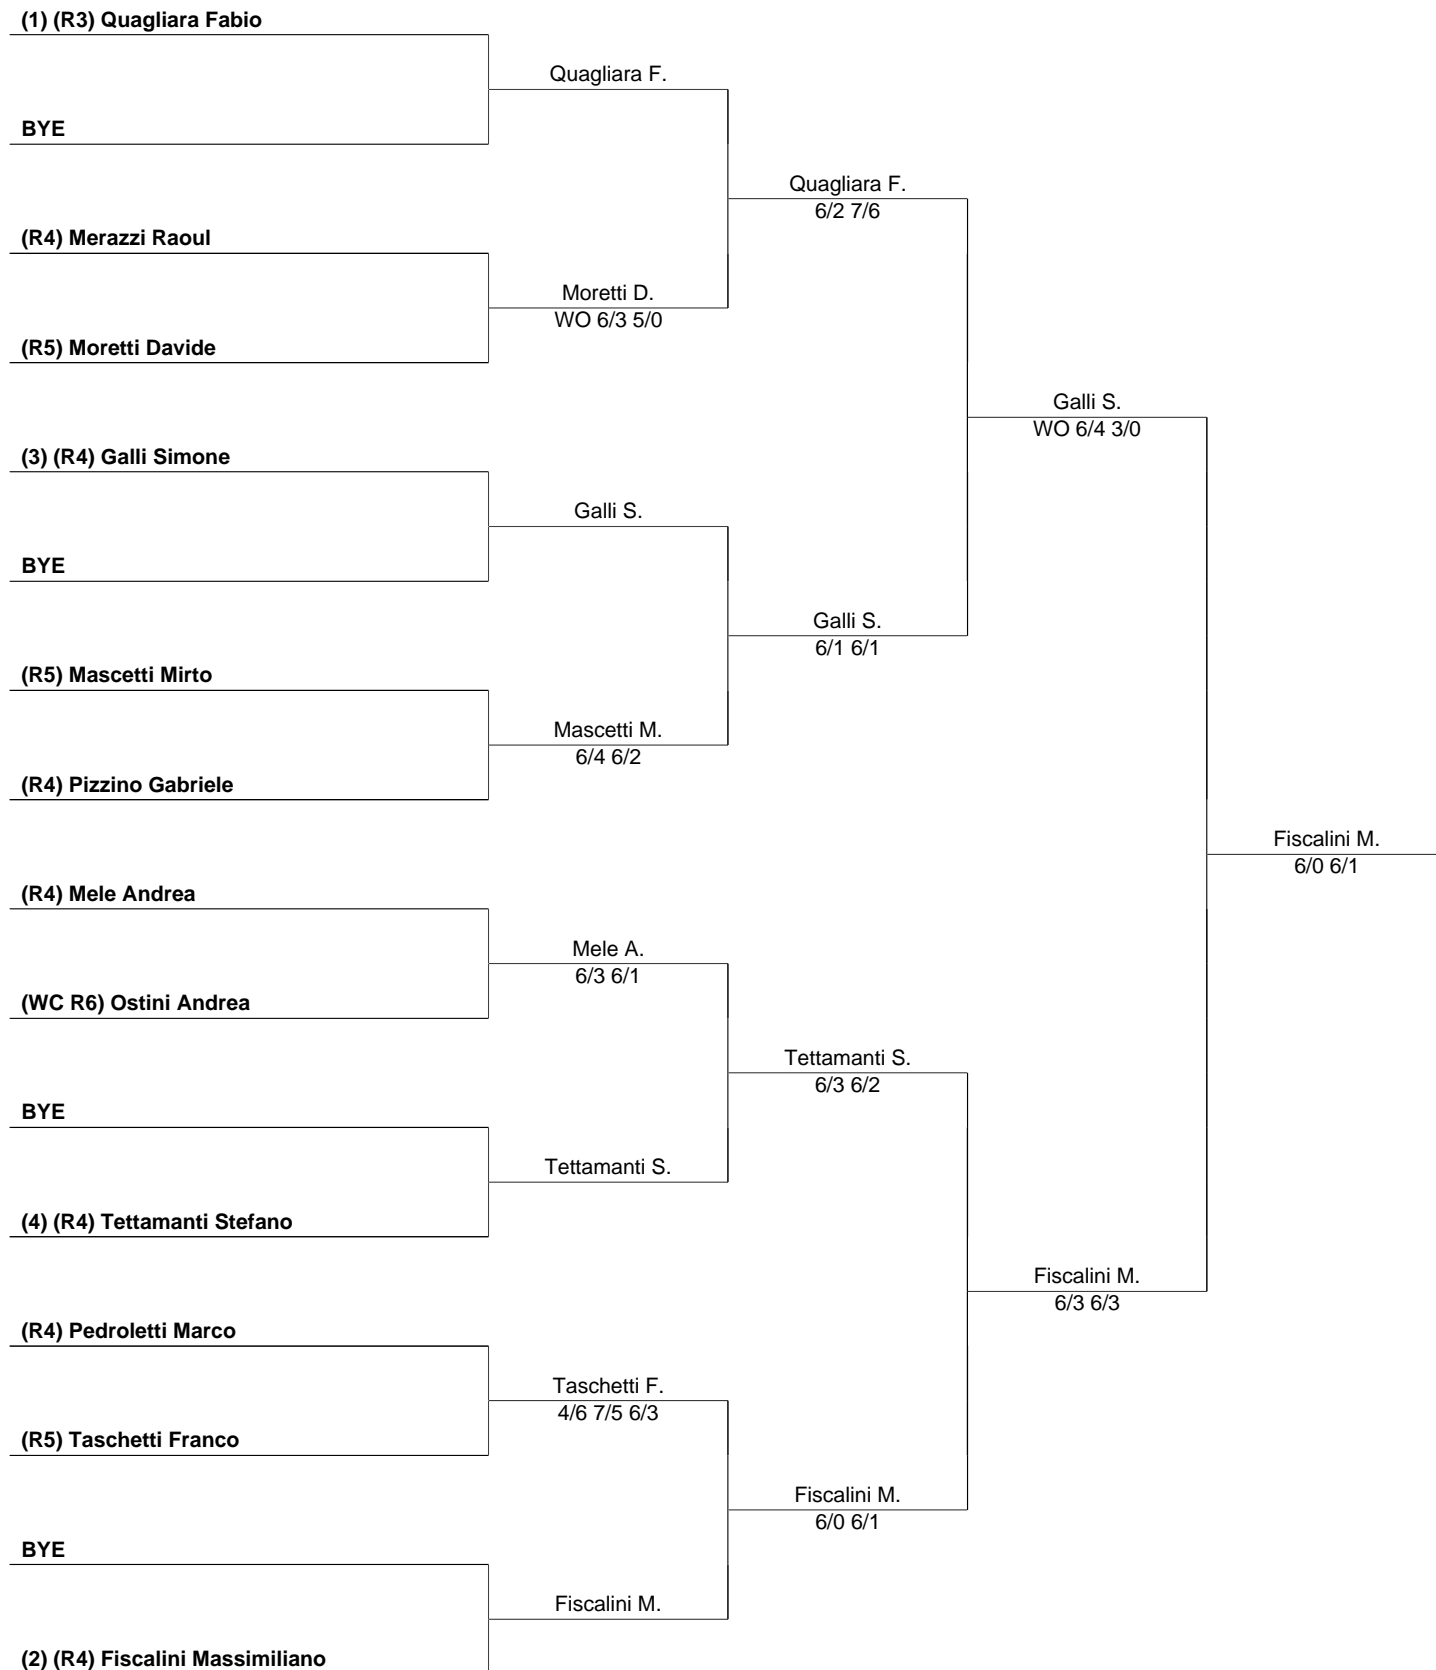 (1) (R3) Quagliara Fabio
Quagliara F.
BYE
Quagliara F.
6/2 7/6
(R4) Merazzi Raoul
Moretti D.
WO 6/3 5/0
(R5) Moretti Davide
Galli S.
WO 6/4 3/0
(3) (R4) Galli Simone
Galli S.
BYE
Galli S.
6/1 6/1
(R5) Mascetti Mirto
Mascetti M.
6/4 6/2
(R4) Pizzino Gabriele
Fiscalini M.
6/0 6/1
(R4) Mele Andrea
Mele A.
6/3 6/1
(WC R6) Ostini Andrea
Tettamanti S.
6/3 6/2
BYE
Tettamanti S.
(4) (R4) Tettamanti Stefano
Fiscalini M.
6/3 6/3
(R4) Pedroletti Marco
Taschetti F.
4/6 7/5 6/3
(R5) Taschetti Franco
Fiscalini M.
6/0 6/1
BYE
Fiscalini M.
(2) (R4) Fiscalini Massimiliano